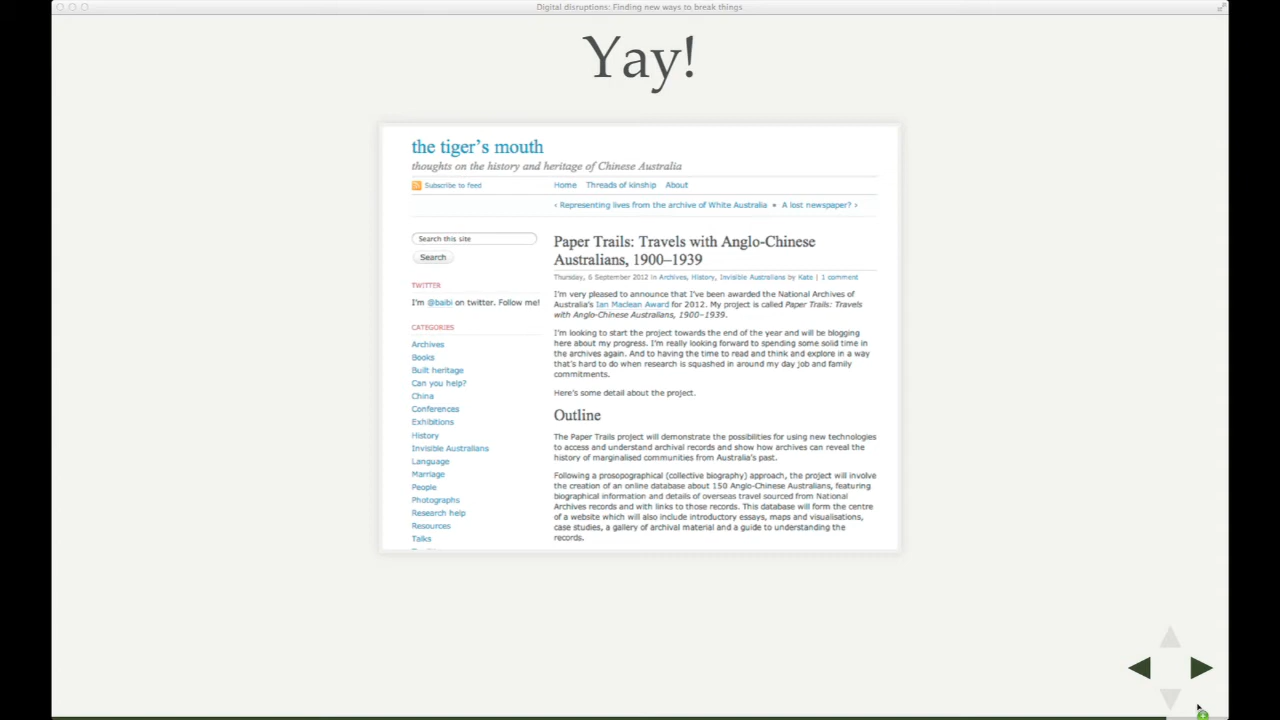 Digital disruptions: Finding new ways to break things
Yay!
the tiger's mouth
thoughts on the history and heritage of Chinese Australia
Subscribe to feed
Home Threads of kinship About
‹ Representing lives from the archive of White Australia • A lost newspaper? ›
Search this site
Search
TWITTER
I'm @baibi on twitter. Follow me!
CATEGORIES
Archives
Books
Built heritage
Can you help?
China
Conferences
Exhibitions
History
Invisible Australians
Language
Marriage
People
Photographs
Research help
Resources
Talks
Paper Trails: Travels with Anglo-Chinese
Australians, 1900–1939
Thursday, 6 September 2012 in Archives, History, Invisible Australians by Kate | 1 comment
I'm very pleased to announce that I've been awarded the National Archives of
Australia's Ian Maclean Award for 2012. My project is called Paper Trails: Travels
with Anglo-Chinese Australians, 1900–1939.
I'm looking to start the project towards the end of the year and will be blogging
here about my progress. I'm really looking forward to spending some solid time in
the archives again. And to having the time to read and think and explore in a way
that's hard to do when research is squashed in around my day job and family
commitments.
Here's some detail about the project.
Outline
The Paper Trails project will demonstrate the possibilities for using new technologies
to access and understand archival records and show how archives can reveal the
history of marginalised communities from Australia's past.
Following a prosopographical (collective biography) approach, the project will involve
the creation of an online database about 150 Anglo-Chinese Australians, featuring
biographical information and details of overseas travel sourced from National
Archives records and with links to those records. This database will form the centre
of a website which will also include introductory essays, maps and visualisations,
case studies, a gallery of archival material and a guide to understanding the
records.